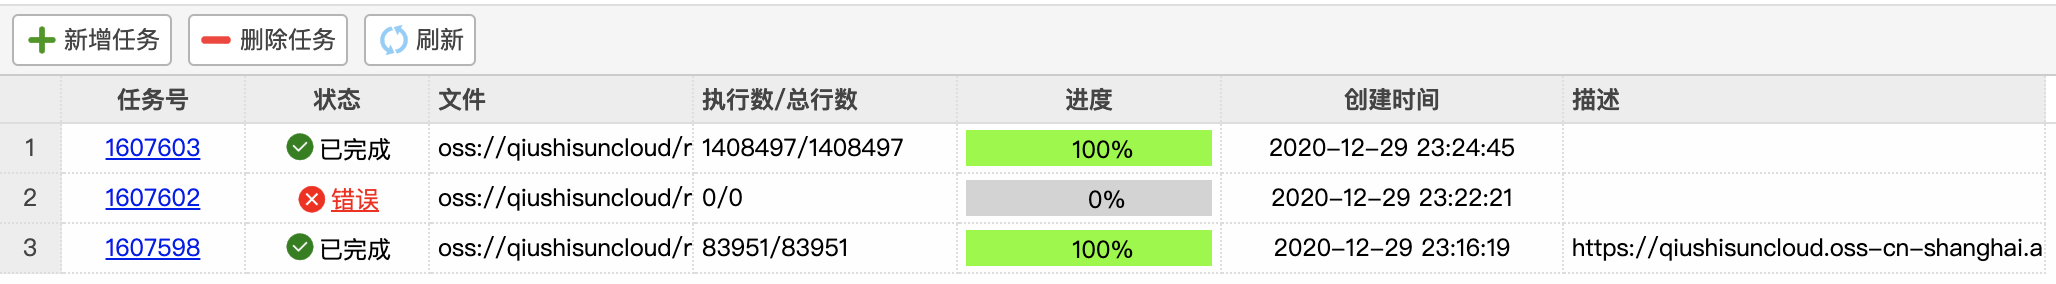 新增任务 删除任务 刷新
任务号 状态 文件 执行数/总行数 进度 创建时间 描述
1 1607603 已完成 oss://qiushisuncloud/r 1408497/1408497 100% 2020-12-29 23:24:45
2 1607602 错误 oss://qiushisuncloud/r 0/0 0% 2020-12-29 23:22:21
3 1607598 已完成 oss://qiushisuncloud/r 83951/83951 100% 2020-12-29 23:16:19 https://qiushisuncloud.oss-cn-shanghai.a